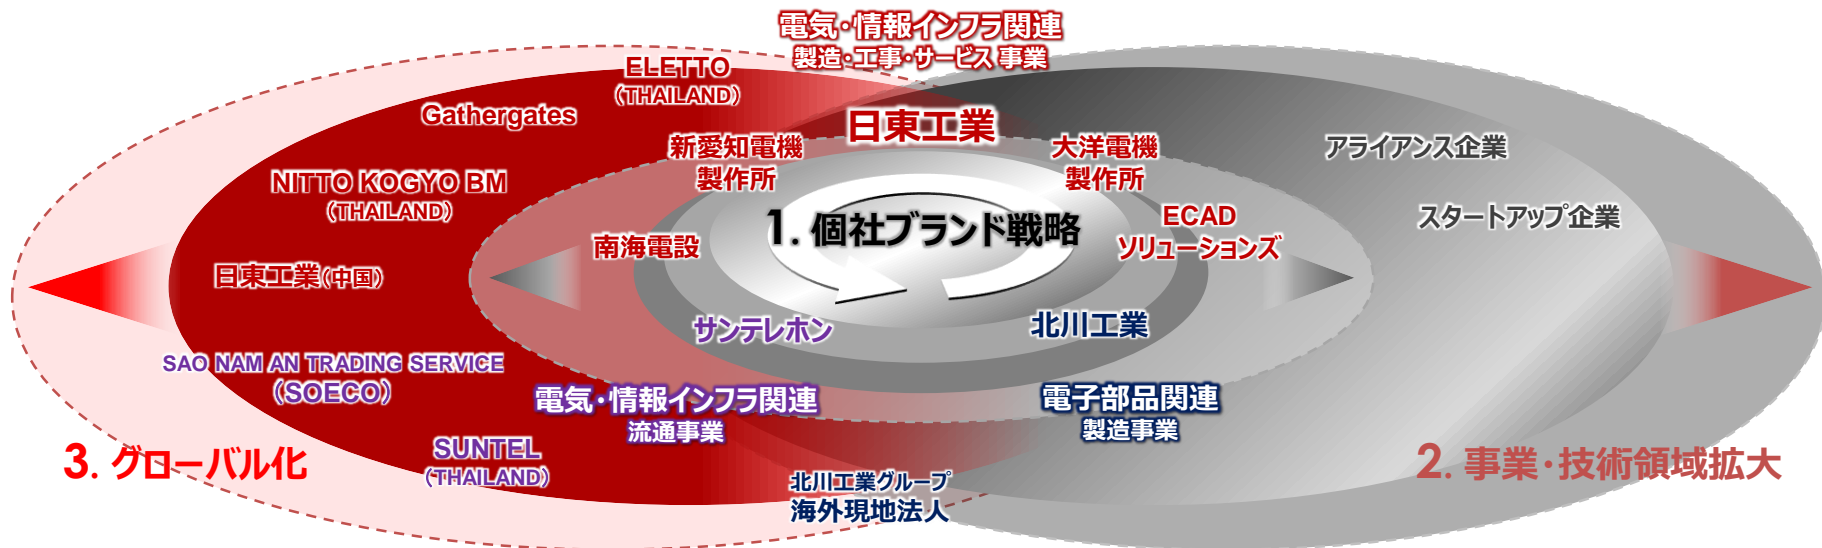 電気・情報インフラ関連
製造・工事・サービス 事業
ELETTO
（THAILAND）
Gathergates
日東工業
新愛知電機
製作所
大洋電機
製作所
アライアンス企業
NITTO KOGYO BM
（THAILAND）
スタートアップ企業
1. 個社ブランド戦略
ECAD
ソリューションズ
南海電設
日東工業（中国）
サンテレホン
北川工業
SAO NAM AN TRADING SERVICE
（SOECO）
電気・情報インフラ関連
流通事業
電子部品関連
製造事業
3. グローバル化
SUNTEL
（THAILAND）
2. 事業・技術領域拡大
北川工業グループ
海外現地法人